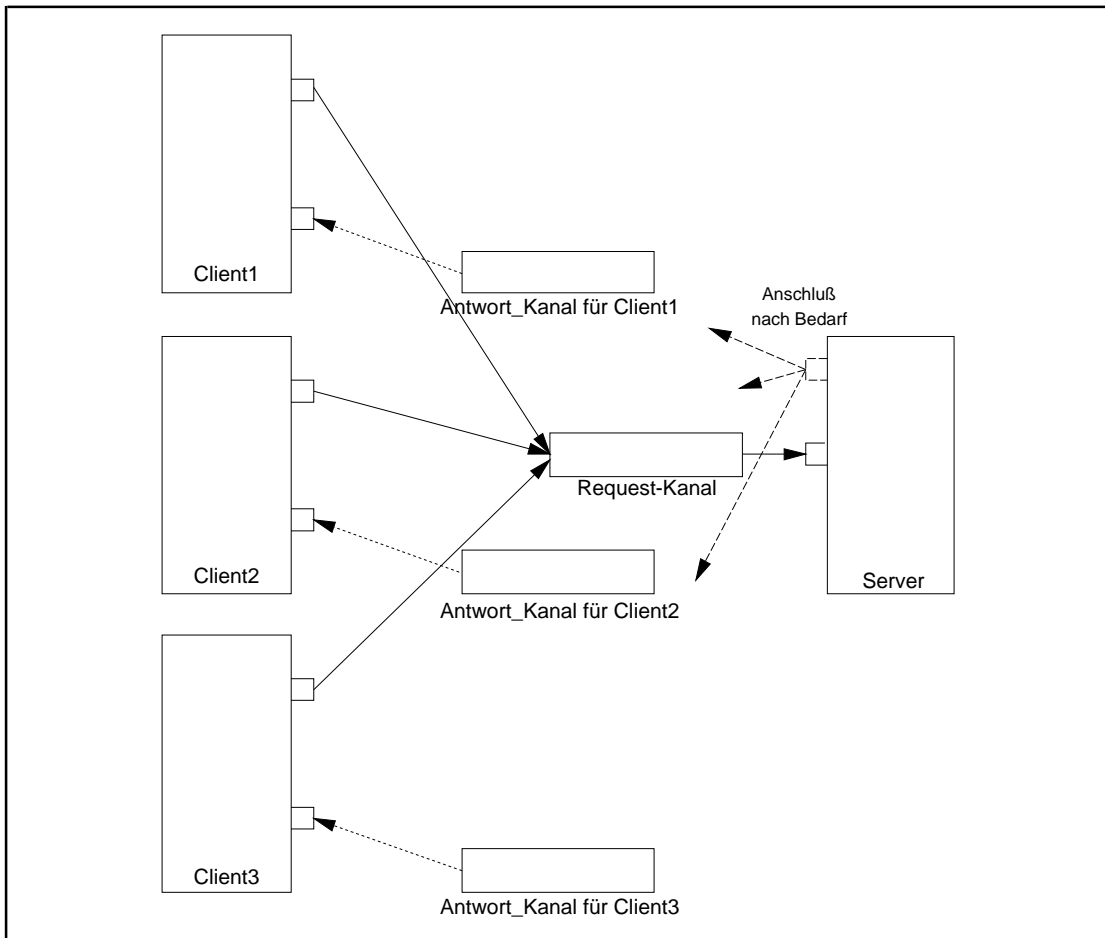 Client1
Antwort_Kanal für Client1
Anschluß
nach Bedarf
Request-Kanal
Client2
Antwort_Kanal für Client2
Server
Client3
Antwort_Kanal für Client3